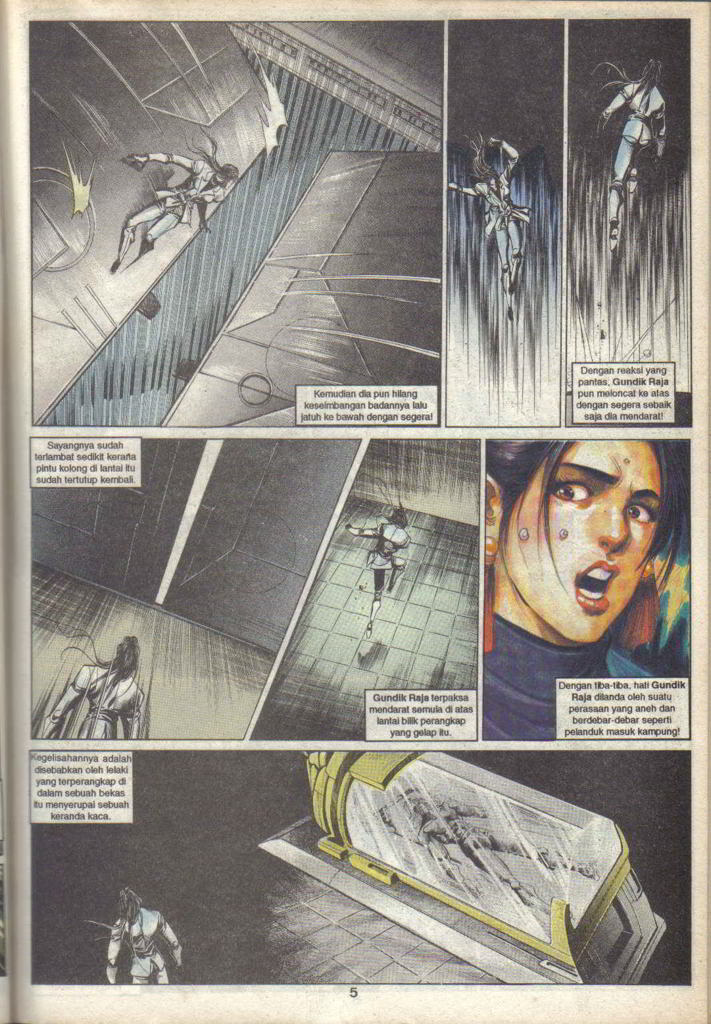 Kemudian dia pun hilang
keseimbangan badannya lalu
jatuh ke bawah dengan segera!
Dengan reaksi yang
pantas, Gundik Raja
pun meloncat ke atas
dengan segera sebaik
saja dia mendarat!
Sayangnya sudah
terlambat sedikit kerana
pintu kolong di lantai itu
sudah tertutup kembali.
Gundik Raja terpaksa
mendarat semula di atas
lantai bilik perangkap
yang gelap itu.
Dengan tiba-tiba, hati Gundik
Raja dilanda oleh suatu
perasaan yang aneh dan
berdebar-debar seperti
pelanduk masuk kampung!
Kegelisahannya adalah
disebabkan oleh lelaki
yang terperangkap di
dalam sebuah bekas
itu menyerupai sebuah
keranda kaca.
5